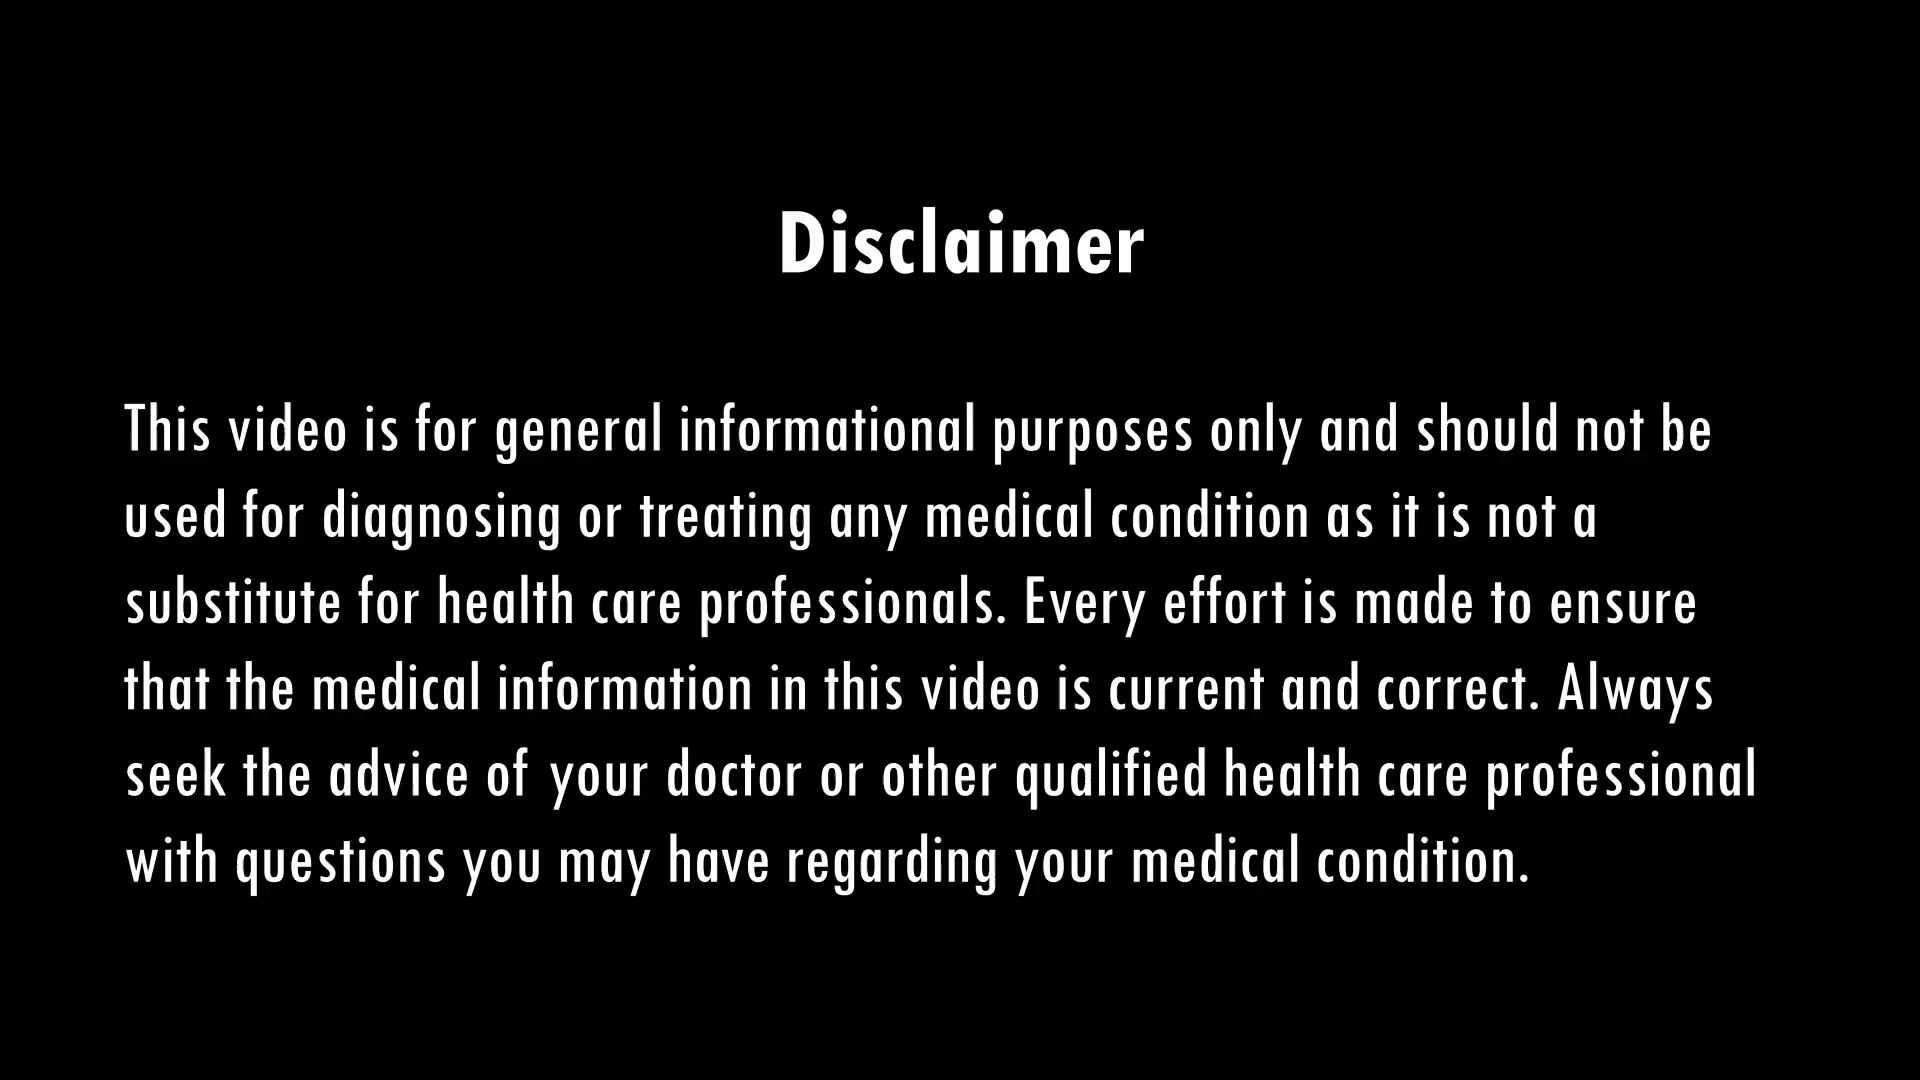 Disclaimer
This video is for general informational purposes only and should not be
used for diagnosing or treating any medical condition as it is not a
substitute for health care professionals. Every effort is made to ensure
that the medical information in this video is current and correct. Always
seek the advice of your doctor or other qualified health care professional
with questions you may have regarding your medical condition.